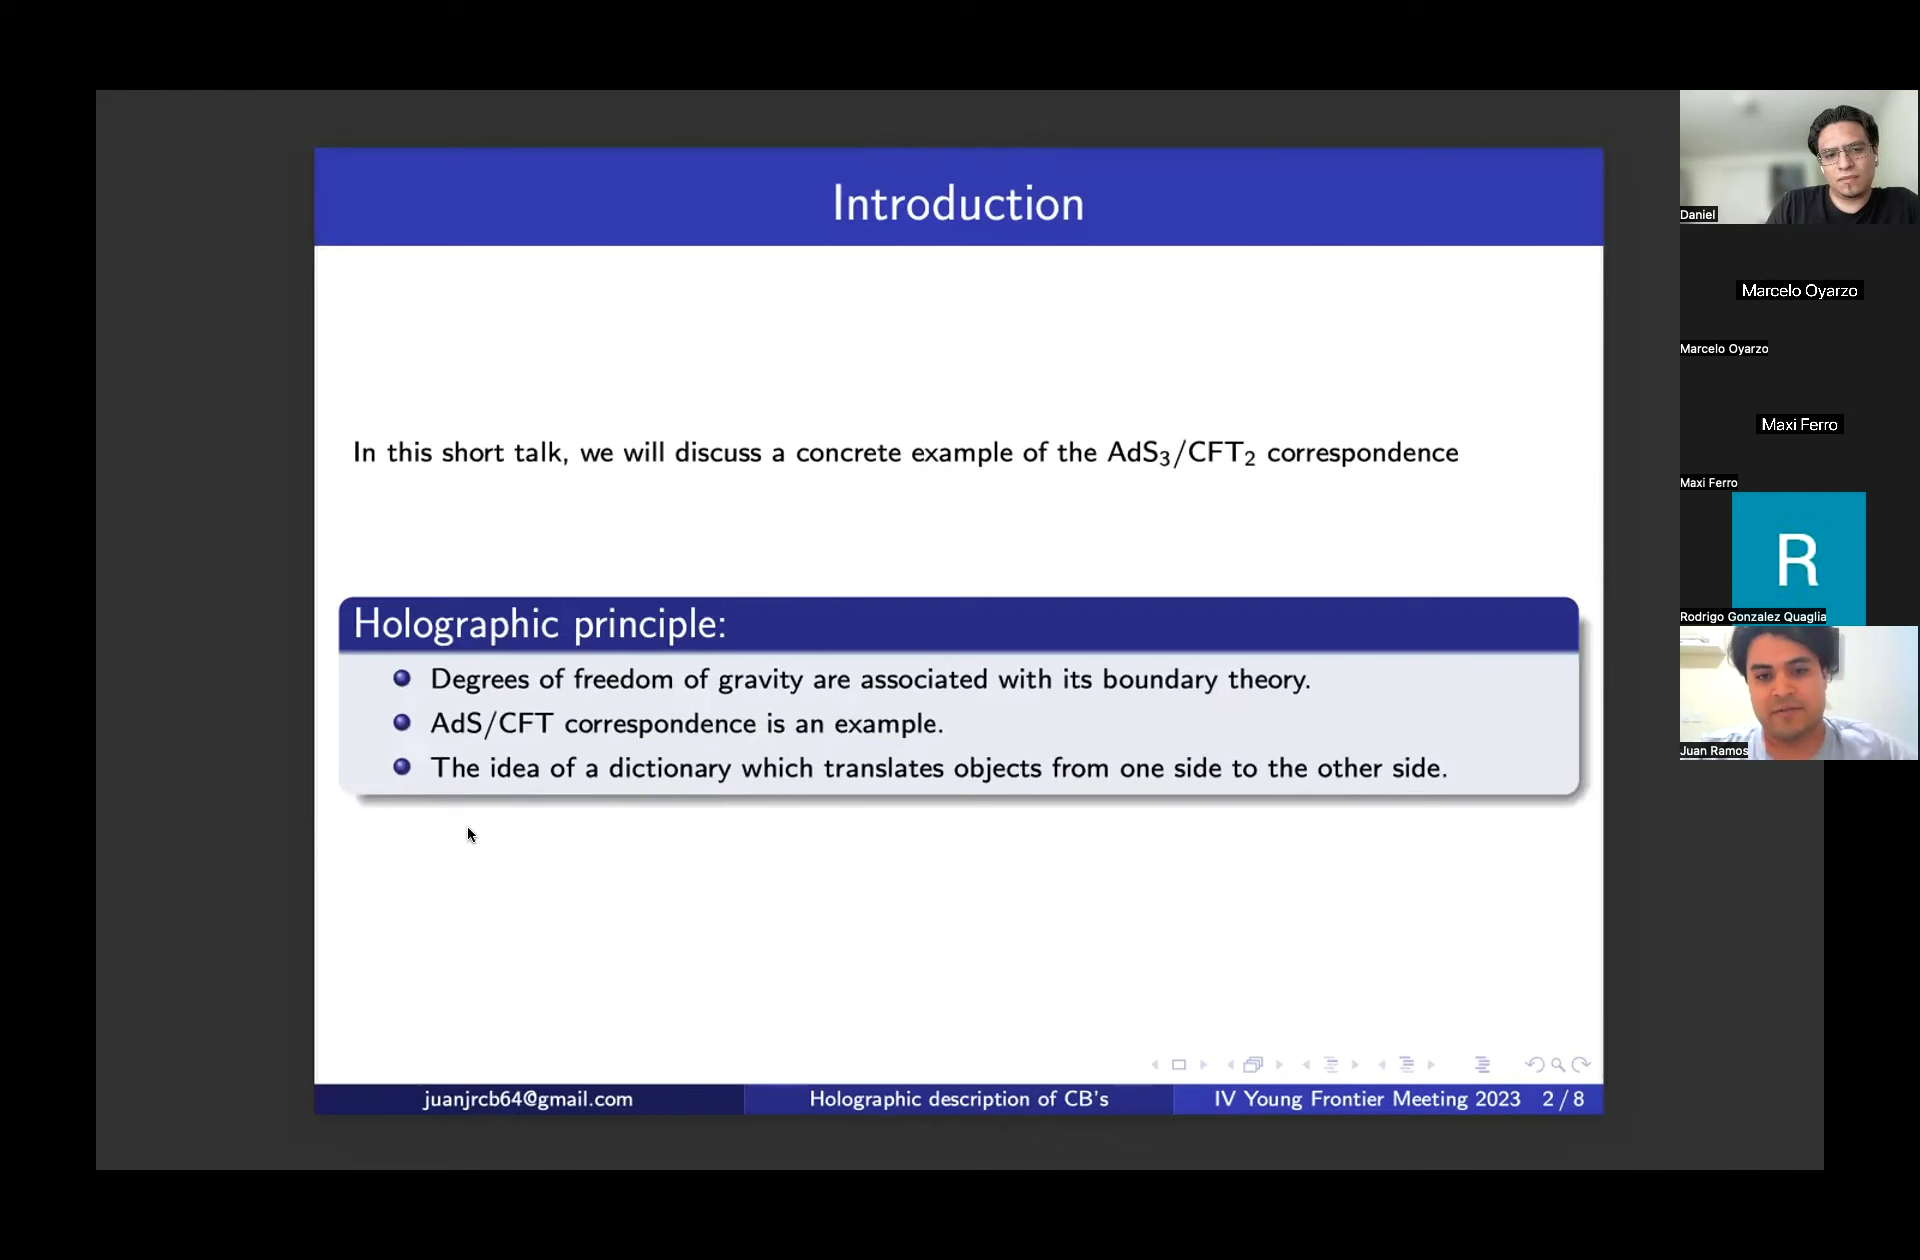 Introduction
In this short talk, we will discuss a concrete example of the AdS₃/CFT₂ correspondence
Holographic principle:
Degrees of freedom of gravity are associated with its boundary theory.
AdS/CFT correspondence is an example.
The idea of a dictionary which translates objects from one side to the other side.
juanjrcb64@gmail.com
Holographic description of CB's
IV Young Frontier Meeting 2023 2 / 8
Daniel
Marcelo Oyarzo
Marcelo Oyarzo
Maxi Ferro
Maxi Ferro
R
Rodrigo Gonzalez Quaglia
Juan Ramos